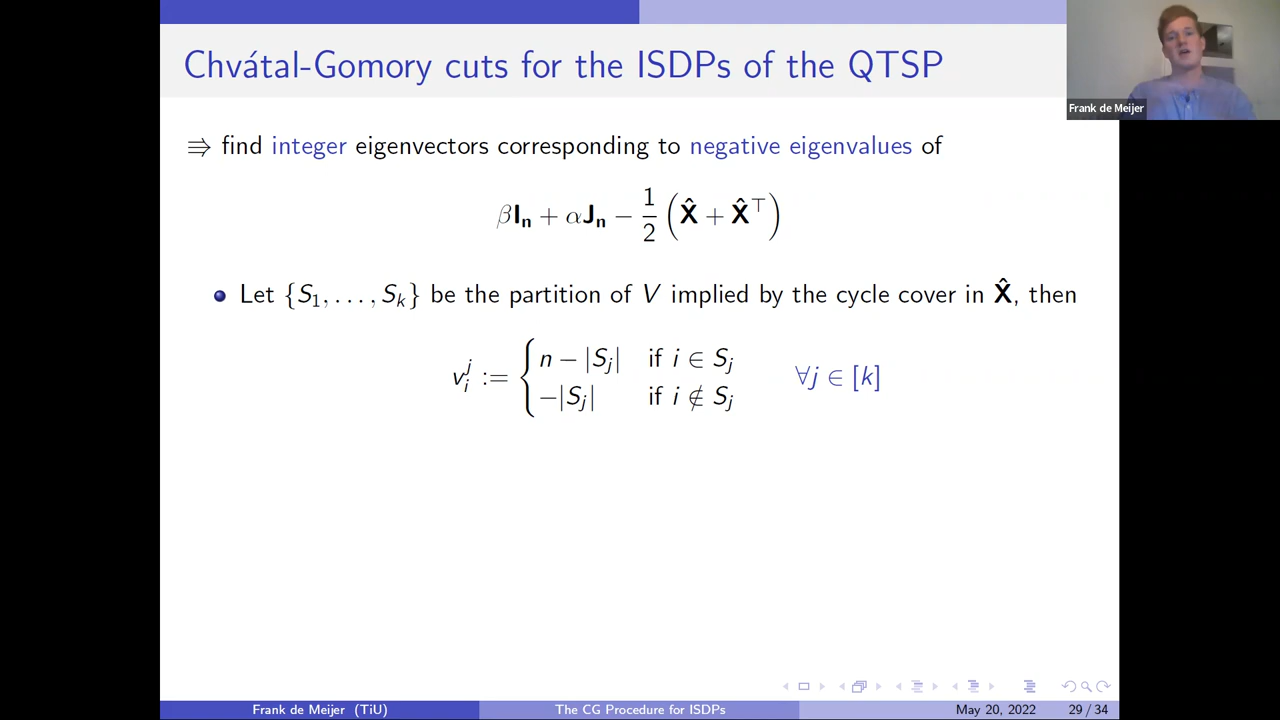 Chvátal-Gomory cuts for the ISDPs of the QTSP
Frank de Meijer
⇛ find integer eigenvectors corresponding to negative eigenvalues of
βIₙ + αJₙ − 1/2 (X̂ + X̂⊤)
Let {S₁, . . . , Sₖ} be the partition of V implied by the cycle cover in X̂, then
vᵢʲ := { n − |Sⱼ| if i ∈ Sⱼ
−|Sⱼ| if i ∉ Sⱼ ∀j ∈ [k]
Frank de Meijer (TiU) The CG Procedure for ISDPs May 20, 2022 29 / 34